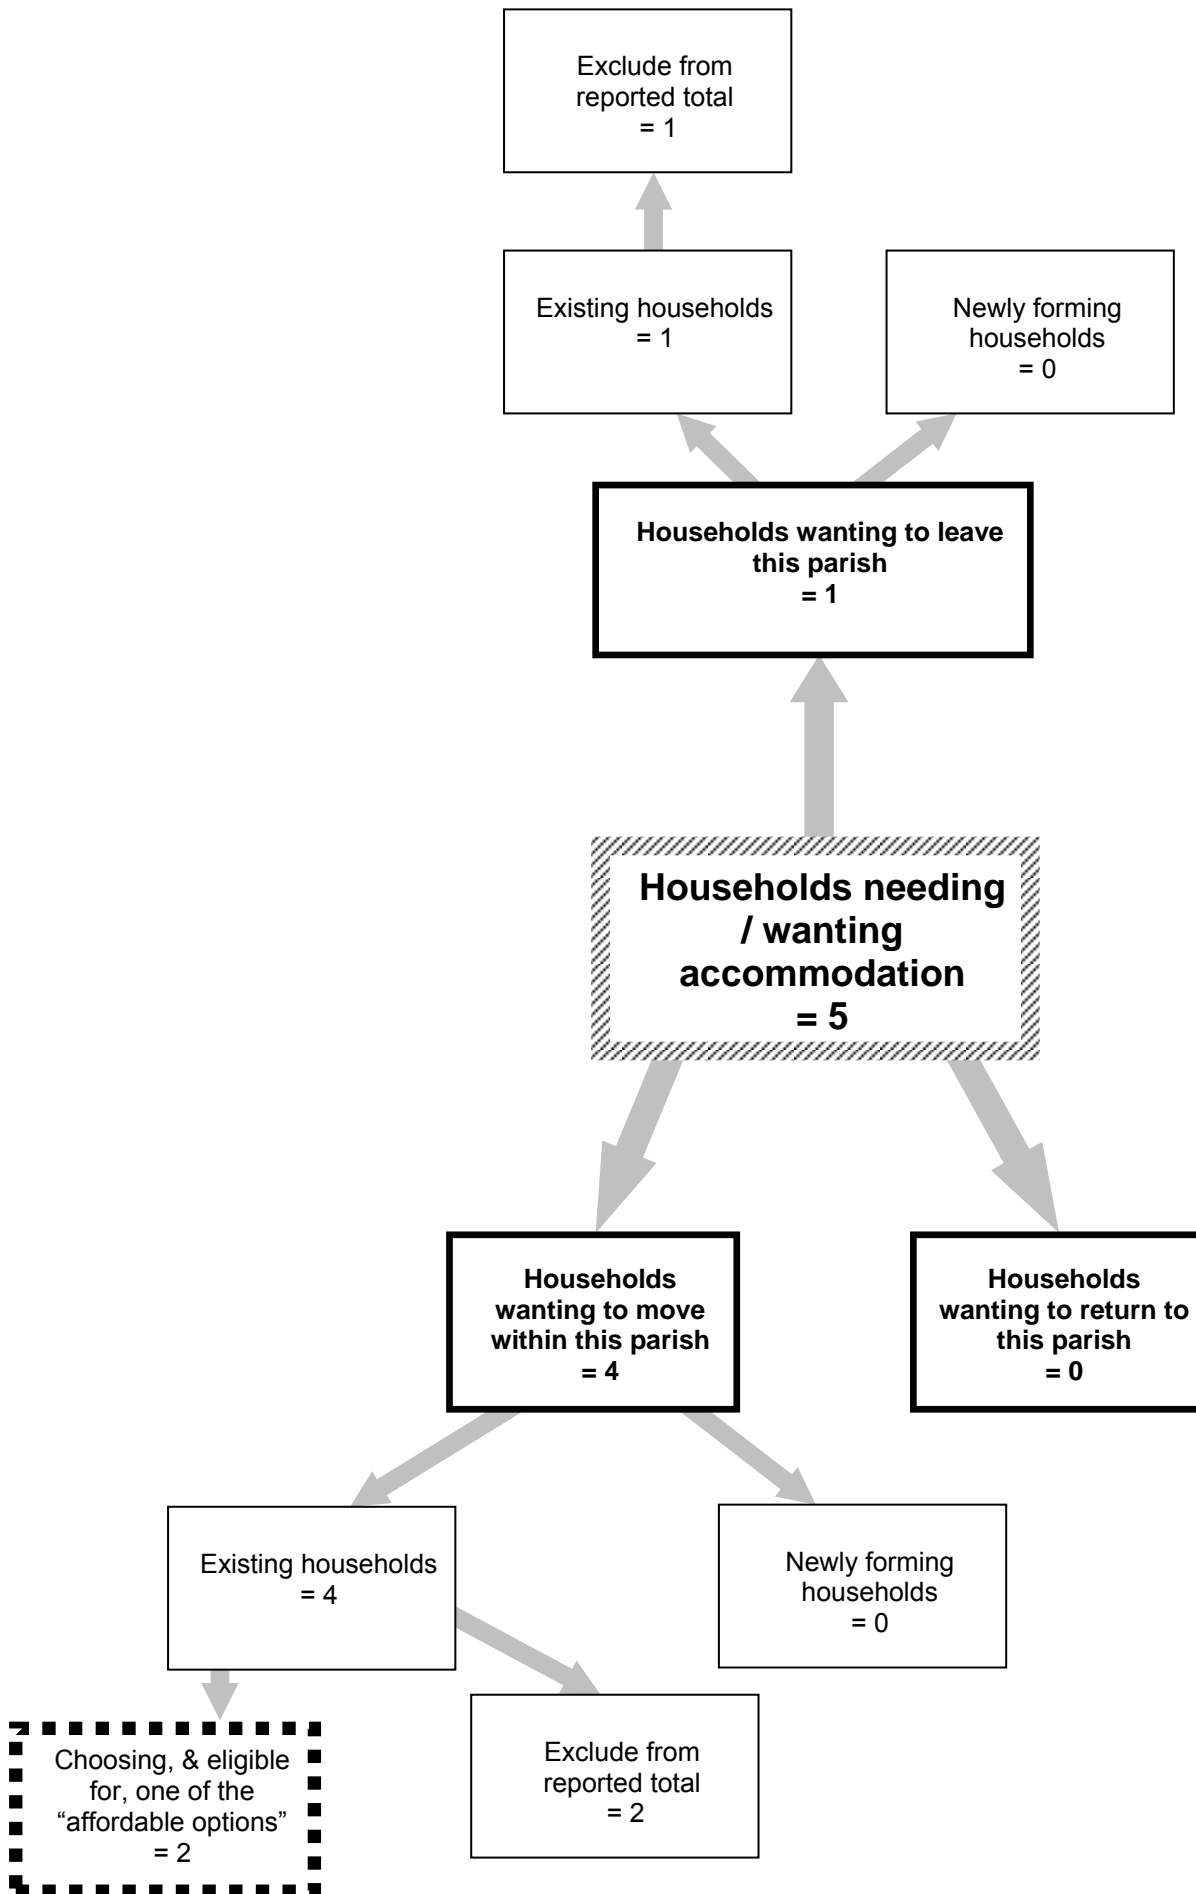 Exclude from
reported total
= 1
Existing households
= 1
Newly forming
households
= 0
Households wanting to leave
this parish
= 1
Households needing
/ wanting
accommodation
= 5
Households
wanting to move
within this parish
= 4
Households
wanting to return to
this parish
= 0
Existing households
= 4
Newly forming
households
= 0
Choosing, & eligible
for, one of the
“affordable options”
= 2
Exclude from
reported total
= 2